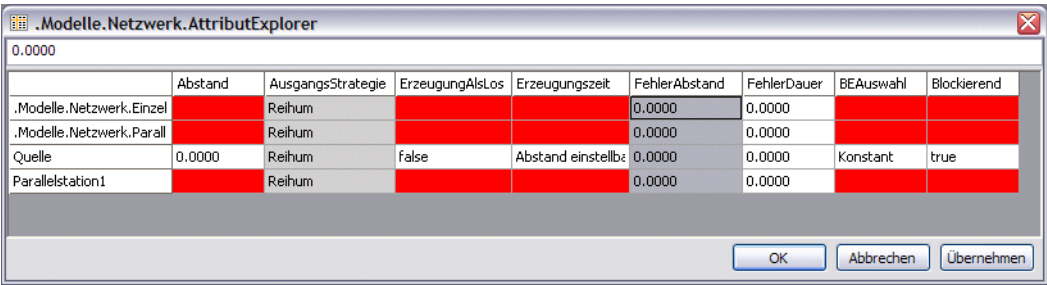 .Modelle.Netzwerk.AttributExplorer
0.0000
Abstand AusgangsStrategie ErzeugungAlsLos Erzeugungszeit FehlerAbstand FehlerDauer BEAuswahl Blockierend
.Modelle.Netzwerk.Einzel Reihum 0.0000 0.0000
.Modelle.Netzwerk.Parall Reihum 0.0000 0.0000
Quelle 0.0000 Reihum false Abstand einstellba 0.0000 0.0000 Konstant true
Parallelstation1 Reihum 0.0000 0.0000
OK Abbrechen Übernehmen